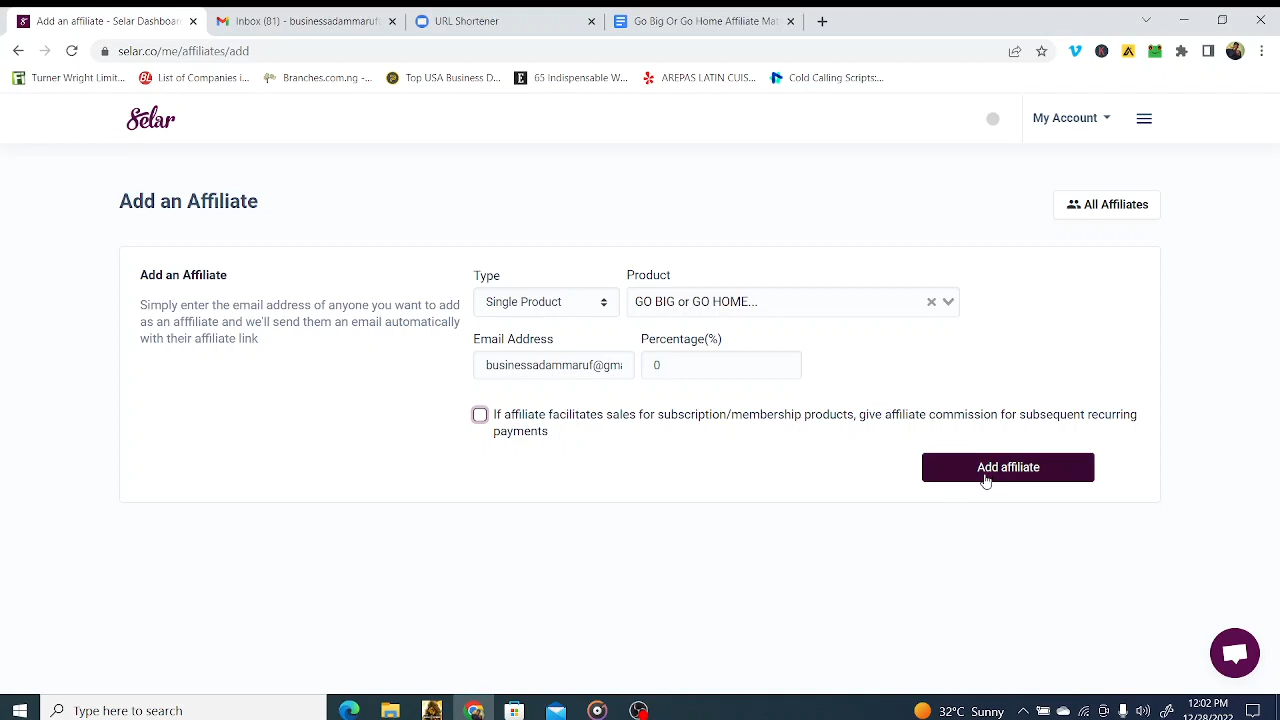 Add an affiliate - Selar Dashboar
Inbox (81) - businessadammaruf
URL Shortener
Go Big Or Go Home Affiliate Mat
selar.co/me/affiliates/add
Turner Wright Limit...
List of Companies i...
Branches.com.ng -...
Top USA Business D...
65 Indispensable W...
AREPAS LATIN CUIS...
Cold Calling Scripts:...
Selar
My Account
Add an Affiliate
All Affiliates
Add an Affiliate
Simply enter the email address of anyone you want to add
as an afffiliate and we'll send them an email automatically
with their affiliate link
Type
Product
Single Product
GO BIG or GO HOME...
Email Address
Percentage(%)
businessadammaruf@gma
0
If affiliate facilitates sales for subscription/membership products, give affiliate commission for subsequent recurring
payments
Add affiliate
Type here to search
32°C Sunny
12:02 PM
12/28/2022